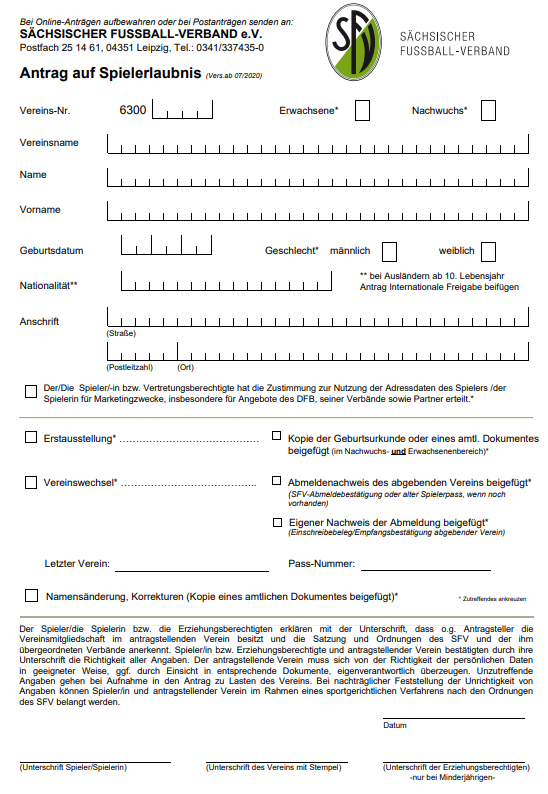 Bei Online-Anträgen aufbewahren oder bei Postanträgen senden an:
SÄCHSISCHER FUSSBALL-VERBAND e.V.
Postfach 25 14 61, 04351 Leipzig, Tel.: 0341/337435-0
SFV
SÄCHSISCHER
FUSSBALL-VERBAND
Antrag auf Spielerlaubnis (Vers.ab 07/2020)
Vereins-Nr. 6300 Erwachsene* Nachwuchs*
Vereinsname
Name
Vorname
Geburtsdatum Geschlecht* männlich weiblich
Nationalität** ** bei Ausländern ab 10. Lebensjahr
Antrag Internationale Freigabe beifügen
Anschrift
(Straße)
(Postleitzahl) (Ort)
Der/Die Spieler/-in bzw. Vertretungsberechtigte hat die Zustimmung zur Nutzung der Adressdaten des Spielers /der
Spielerin für Marketingzwecke, insbesondere für Angebote des DFB, seiner Verbände sowie Partner erteilt.*
Erstausstellung* ................................................ Kopie der Geburtsurkunde oder eines amtl. Dokumentes
beigefügt (im Nachwuchs- und Erwachsenenbereich)*
Vereinswechsel* ............................................... Abmeldenachweis des abgebenden Vereins beigefügt*
(SFV-Abmeldebestätigung oder alter Spielerpass, wenn noch
vorhanden)
Eigener Nachweis der Abmeldung beigefügt*
(Einschreibebeleg/Empfangsbestätigung abgebender Verein)
Letzter Verein: Pass-Nummer:
Namensänderung, Korrekturen (Kopie eines amtlichen Dokumentes beigefügt)* * Zutreffendes ankreuzen
Der Spieler/die Spielerin bzw. die Erziehungsberechtigten erklären mit der Unterschrift, dass o.g. Antragsteller die
Vereinsmitgliedschaft im antragstellenden Verein besitzt und die Satzung und Ordnungen des SFV und der ihm
übergeordneten Verbände anerkennt. Spieler/in bzw. Erziehungsberechtigte und antragstellender Verein bestätigten durch ihre
Unterschrift die Richtigkeit aller Angaben. Der antragstellende Verein muss sich von der Richtigkeit der persönlichen Daten
in geeigneter Weise, ggf. durch Einsicht in entsprechende Dokumente, eigenverantwortlich überzeugen. Unzutreffende
Angaben gehen bei Aufnahme in den Antrag zu Lasten des Vereins. Bei nachträglicher Feststellung der Unrichtigkeit von
Angaben können Spieler/in und antragstellender Verein im Rahmen eines sportgerichtlichen Verfahrens nach den Ordnungen
des SFV belangt werden.
Datum
(Unterschrift Spieler/Spielerin) (Unterschrift des Vereins mit Stempel) (Unterschrift der Erziehungsberechtigten)
-nur bei Minderjährigen-